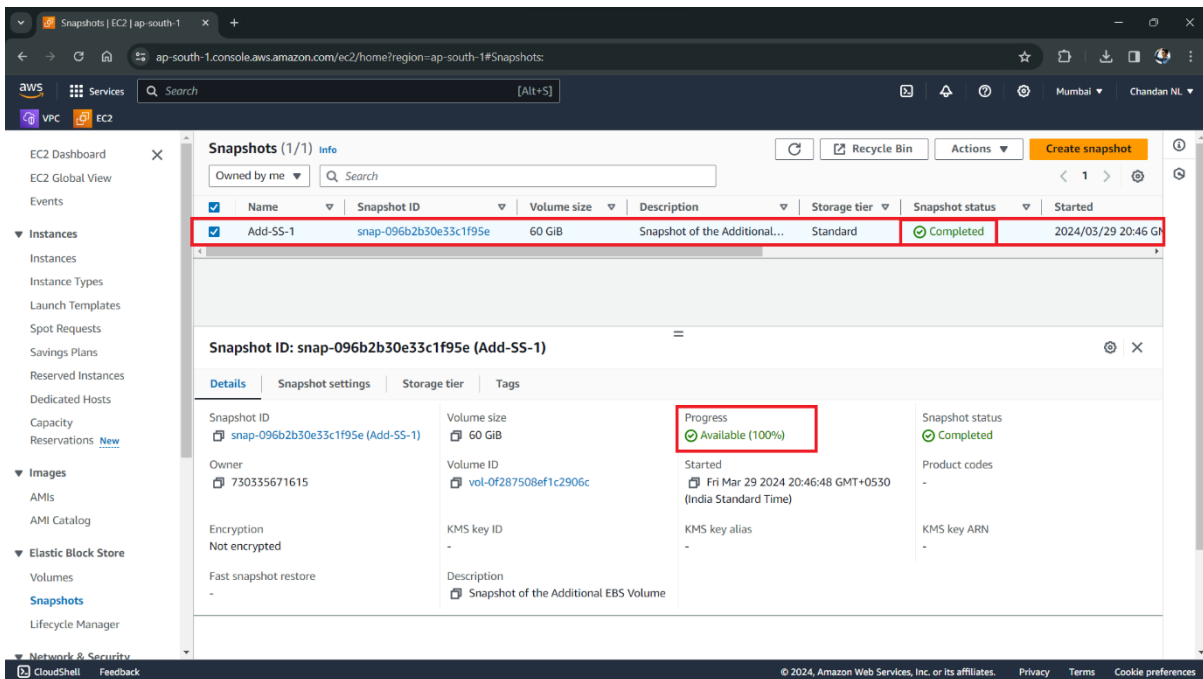 Snapshots | EC2 | ap-south-1
ap-south-1.console.aws.amazon.com/ec2/home?region=ap-south-1#Snapshots:
aws Services Search [Alt+S] Mumbai Chandan NL
VPC EC2
EC2 Dashboard
EC2 Global View
Events
Instances
Instances
Instance Types
Launch Templates
Spot Requests
Savings Plans
Reserved Instances
Dedicated Hosts
Capacity
Reservations New
Images
AMIs
AMI Catalog
Elastic Block Store
Volumes
Snapshots
Lifecycle Manager
Network & Security
Snapshots (1/1) Info Recycle Bin Actions Create snapshot
Owned by me Search 1
Name Snapshot ID Volume size Description Storage tier Snapshot status Started
Add-SS-1 snap-096b2b30e33c1f95e 60 GiB Snapshot of the Additional... Standard Completed 2024/03/29 20:46 GM
Snapshot ID: snap-096b2b30e33c1f95e (Add-SS-1)
Details Snapshot settings Storage tier Tags
Snapshot ID Volume size Progress Snapshot status
snap-096b2b30e33c1f95e (Add-SS-1) 60 GiB Available (100%) Completed
Owner Volume ID Started Product codes
730335671615 vol-0f287508ef1c2906c Fri Mar 29 2024 20:46:48 GMT+0530 -
(India Standard Time)
Encryption KMS key ID KMS key alias KMS key ARN
Not encrypted - - -
Fast snapshot restore Description
- Snapshot of the Additional EBS Volume
CloudShell Feedback © 2024, Amazon Web Services, Inc. or its affiliates. Privacy Terms Cookie preferences